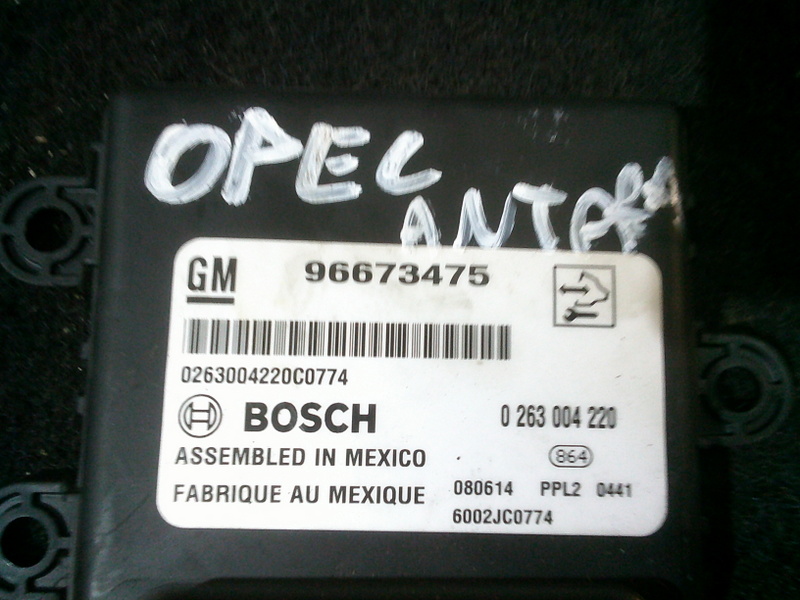 OPEL
ANTARA
GM 96673475
0263004220C0774
BOSCH 0 263 004 220
ASSEMBLED IN MEXICO 864
FABRIQUE AU MEXIQUE 080614 PPL2 0441
6002JC0774